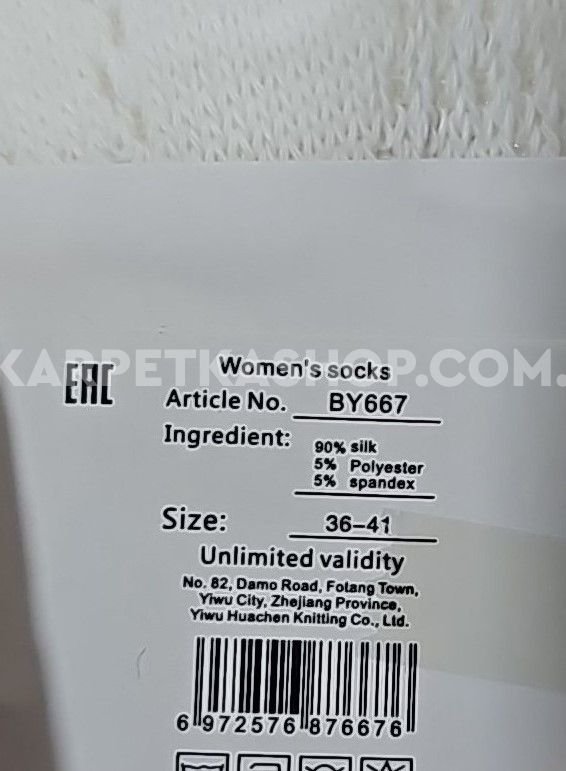 Women's socks
KARPETKASHOP.COM.
EAC
Article No. BY667
Ingredient: 90% silk
5% Polyester
5% spandex
Size: 36-41
Unlimited validity
No. 82, Damo Road, Fotang Town,
Yiwu City, Zhejiang Province,
Yiwu Huachen Knitting Co., Ltd.
6 972576 876676